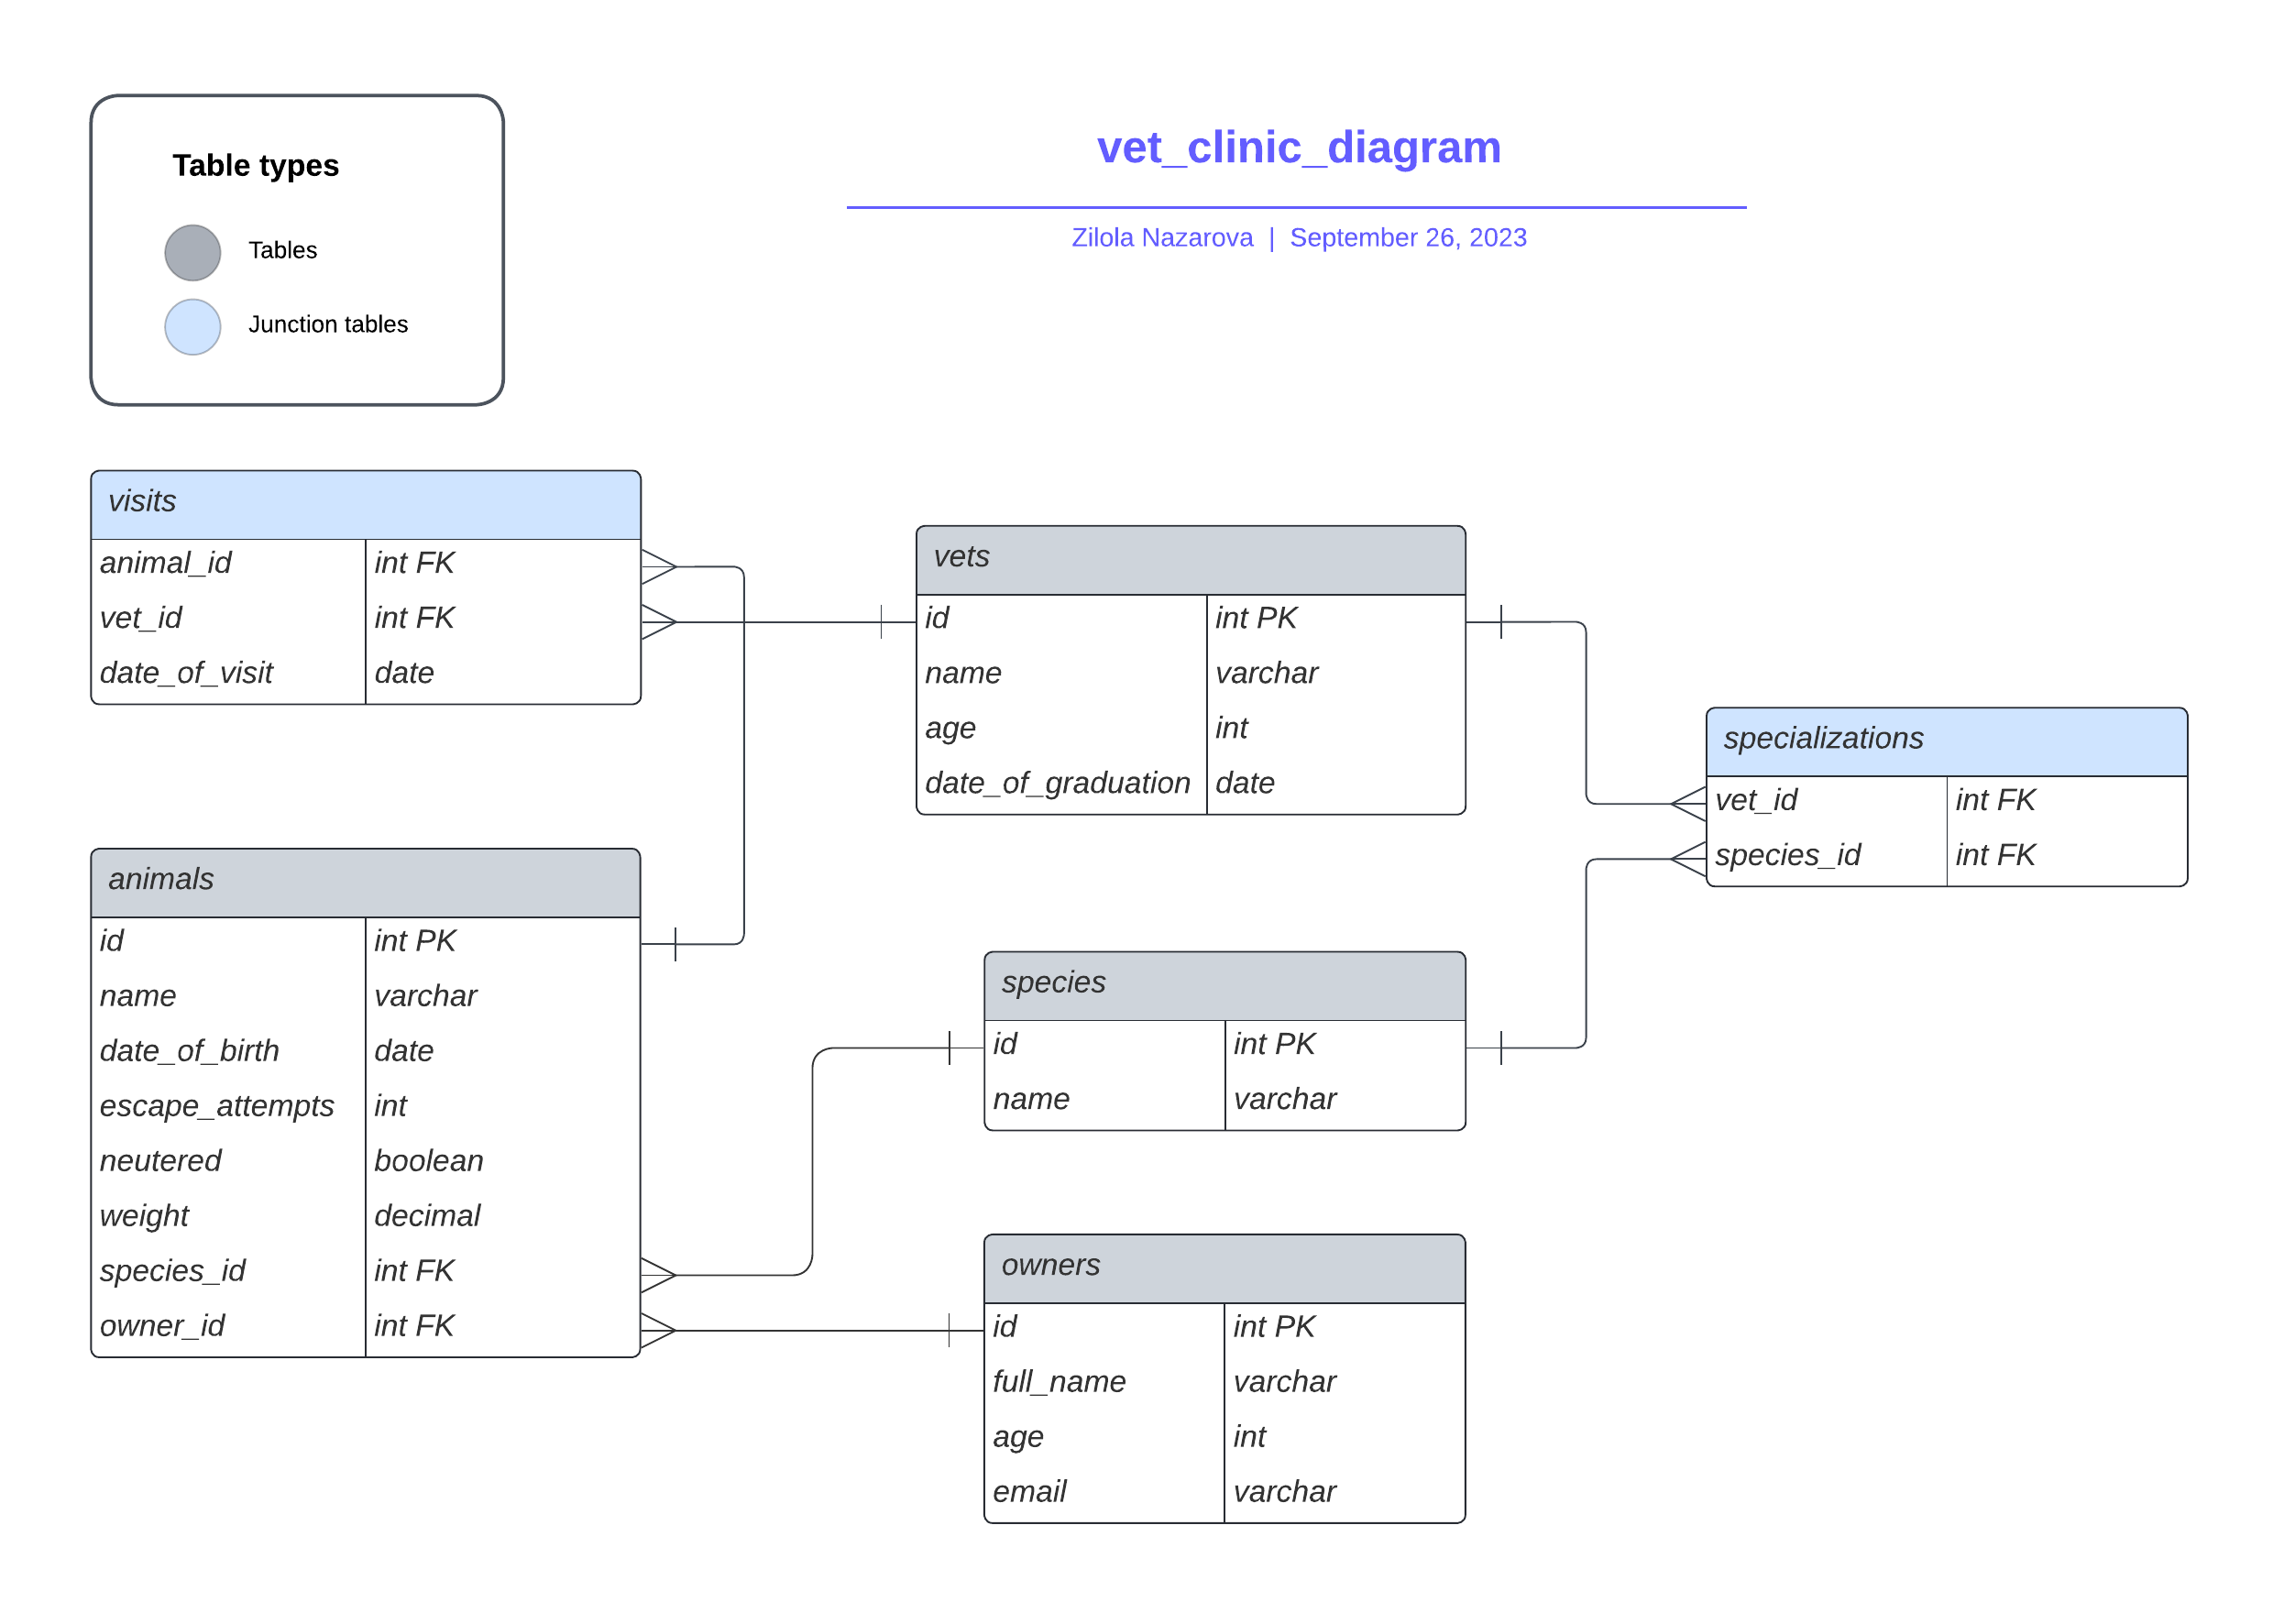 Table types
Tables
Junction tables
vet_clinic_diagram
Zilola Nazarova | September 26, 2023
visits
animal_id int FK
vet_id int FK
date_of_visit date
animals
id int PK
name varchar
date_of_birth date
escape_attempts int
neutered boolean
weight decimal
species_id int FK
owner_id int FK
vets
id int PK
name varchar
age int
date_of_graduation date
species
id int PK
name varchar
owners
id int PK
full_name varchar
age int
email varchar
specializations
vet_id int FK
species_id int FK